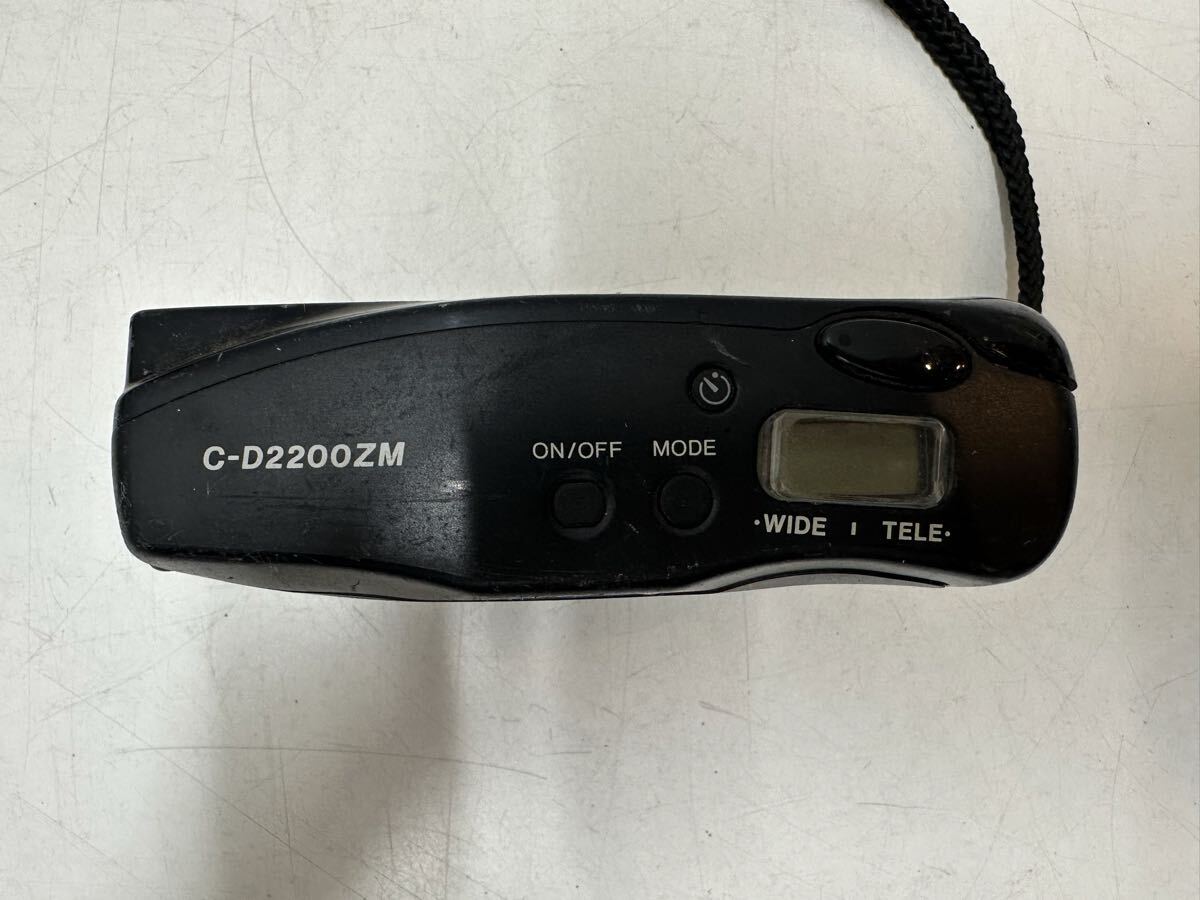 C-D2200ZM
ON/OFF MODE
·WIDE I TELE·